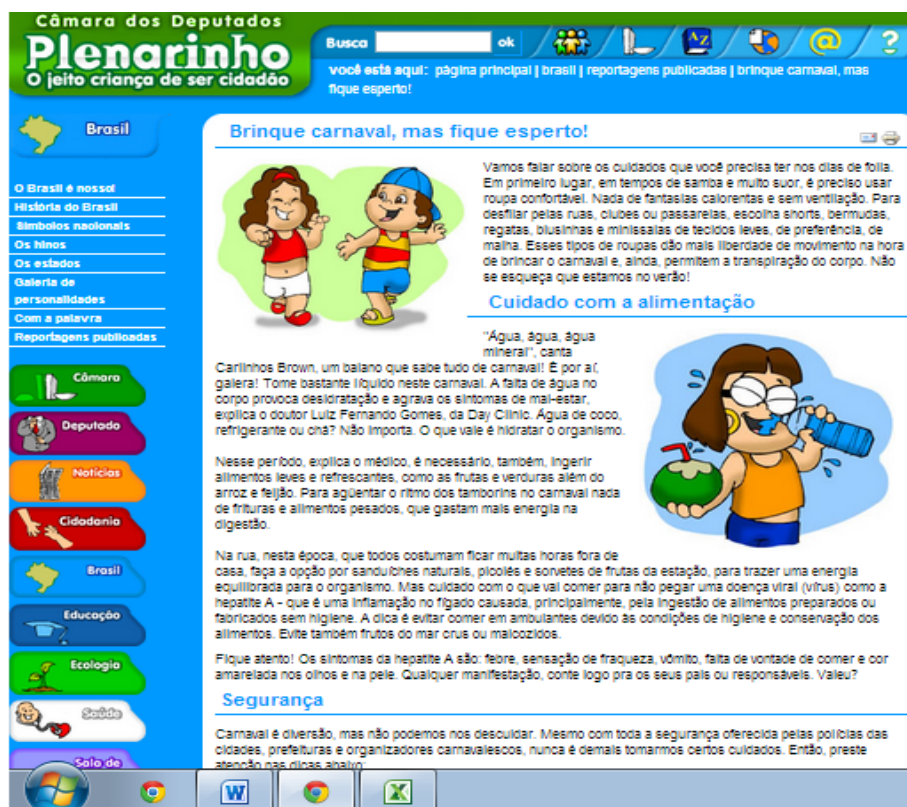 Câmara dos Deputados
Plenarinho
O jeito criança de ser cidadão
Busca ok
você está aqui: página principal | brasil | reportagens publicadas | brinque carnaval, mas
fique esperto!
Brasil
O Brasil é nosso!
História do Brasil
Símbolos nacionais
Os hinos
Os estados
Galeria de
personalidades
Com a palavra
Reportagens publicadas
Câmara
Deputado
Notícias
Cidadania
Brasil
Educação
Ecologia
Saúde
Sala de
Brinque carnaval, mas fique esperto!
Vamos falar sobre os cuidados que você precisa ter nos dias de folia.
Em primeiro lugar, em tempos de samba e muito suor, é preciso usar
roupa confortável. Nada de fantasias calorentas e sem ventilação. Para
desfilar pelas ruas, clubes ou passarelas, escolha shorts, bermudas,
regatas, blusinhas e minissaias de tecidos leves, de preferência, de
malha. Esses tipos de roupas dão mais liberdade de movimento na hora
de brincar o carnaval e, ainda, permitem a transpiração do corpo. Não
se esqueça que estamos no verão!
Cuidado com a alimentação
"Água, água, água
mineral", canta
Carlinhos Brown, um baiano que sabe tudo de carnaval! É por aí,
galera! Tome bastante líquido neste carnaval. A falta de água no
corpo provoca desidratação e agrava os sintomas de mal-estar,
explica o doutor Luiz Fernando Gomes, da Day Clinic. Água de coco,
refrigerante ou chá? Não importa. O que vale é hidratar o organismo.
Nesse período, explica o médico, é necessário, também, ingerir
alimentos leves e refrescantes, como as frutas e verduras além do
arroz e feijão. Para agüentar o ritmo dos tamborins no carnaval nada
de frituras e alimentos pesados, que gastam mais energia na
digestão.
Na rua, nesta época, que todos costumam ficar muitas horas fora de
casa, faça a opção por sanduíches naturais, picolés e sorvetes de frutas da estação, para trazer uma energia
equilibrada para o organismo. Mas cuidado com o que vai comer para não pegar uma doença viral (vírus) como a
hepatite A - que é uma inflamação no fígado causada, principalmente, pela ingestão de alimentos preparados ou
fabricados sem higiene. A dica é evitar comer em ambulantes devido às condições de higiene e conservação dos
alimentos. Evite também frutos do mar crus ou malcozidos.
Fique atento! Os sintomas da hepatite A são: febre, sensação de fraqueza, vômito, falta de vontade de comer e cor
amarelada nos olhos e na pele. Qualquer manifestação, conte logo pra os seus pais ou responsáveis. Valeu?
Segurança
Carnaval é diversão, mas não podemos nos descuidar. Mesmo com toda a segurança oferecida pelas polícias das
cidades, prefeituras e organizadores carnavalescos, nunca é demais tomarmos certos cuidados. Então, preste
atenção nas dicas abaixo: